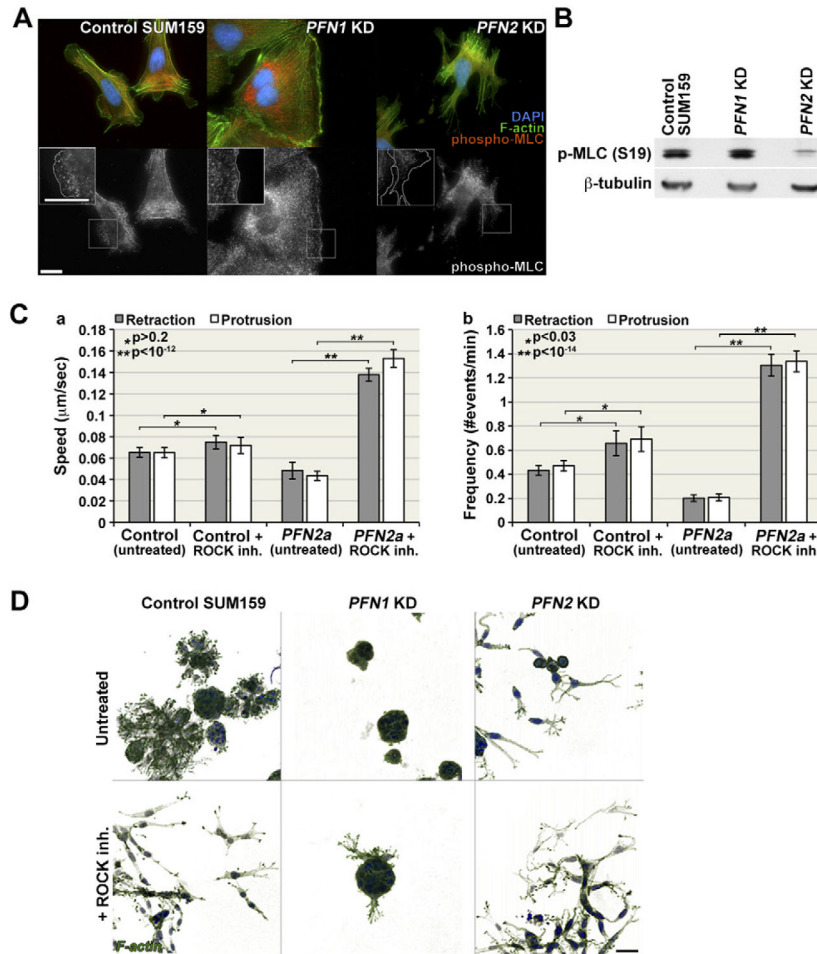 A
Control SUM159 PFN1 KD PFN2 KD
DAPI
F-actin
phospho-MLC
phospho-MLC
B
Control
SUM159
PFN1 KD
PFN2 KD
p-MLC (S19)
β-tubulin
C
a
Retraction Protrusion
* p>0.2
** p<10⁻¹²
Speed (µm/sec)
0.18
0.16
0.14
0.12
0.10
0.08
0.06
0.04
0.02
0
* * ** **
Control
(untreated)
Control +
ROCK inh.
PFN2a
(untreated)
PFN2a +
ROCK inh.
b
Retraction Protrusion
* p<0.03
** p<10⁻¹⁴
Frequency (#events/min)
1.6
1.4
1.2
1.0
0.8
0.6
0.4
0.2
0
* * ** **
Control
(untreated)
Control +
ROCK inh.
PFN2a
(untreated)
PFN2a +
ROCK inh.
D
Control SUM159 PFN1 KD PFN2 KD
Untreated
+ ROCK inh.
F-actin